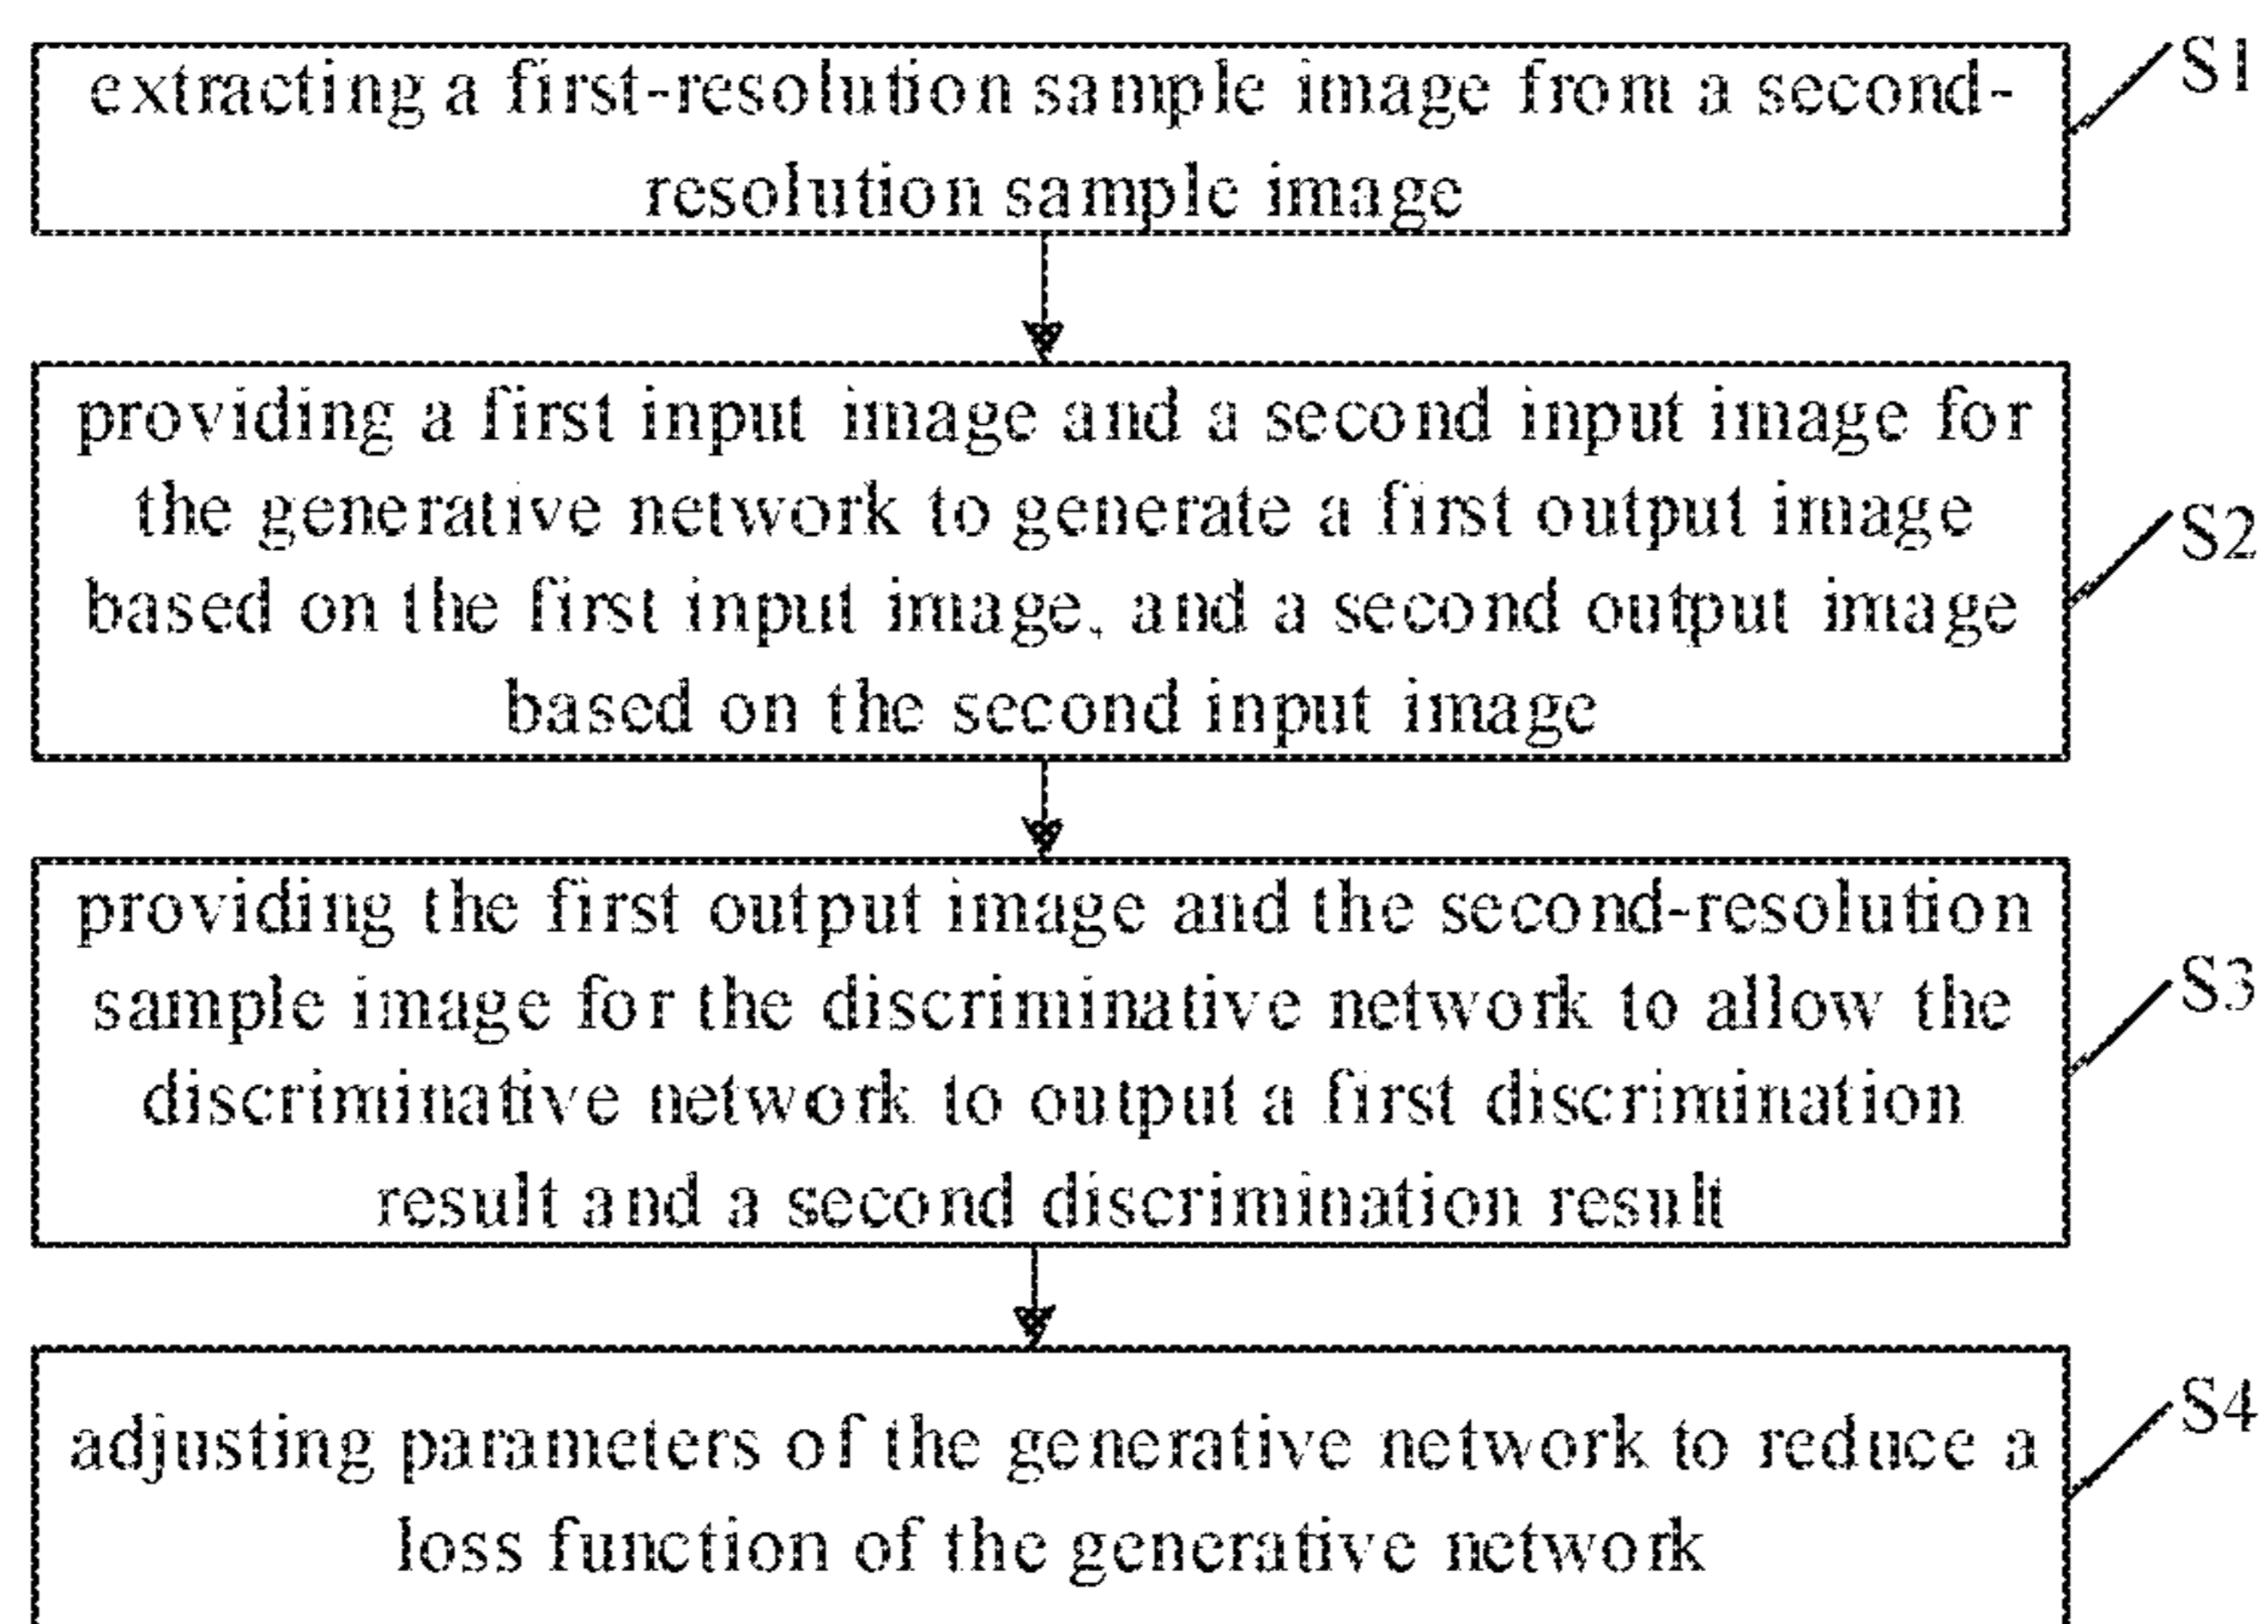 extracting a first-resolution sample image from a second-
resolution sample image
S1
providing a first input image and a second input image for
the generative network to generate a first output image
based on the first input image, and a second output image
based on the second input image
S2
providing the first output image and the second-resolution
sample image for the discriminative network to allow the
discriminative network to output a first discrimination
result and a second discrimination result
S3
adjusting parameters of the generative network to reduce a
loss function of the generative network
S4